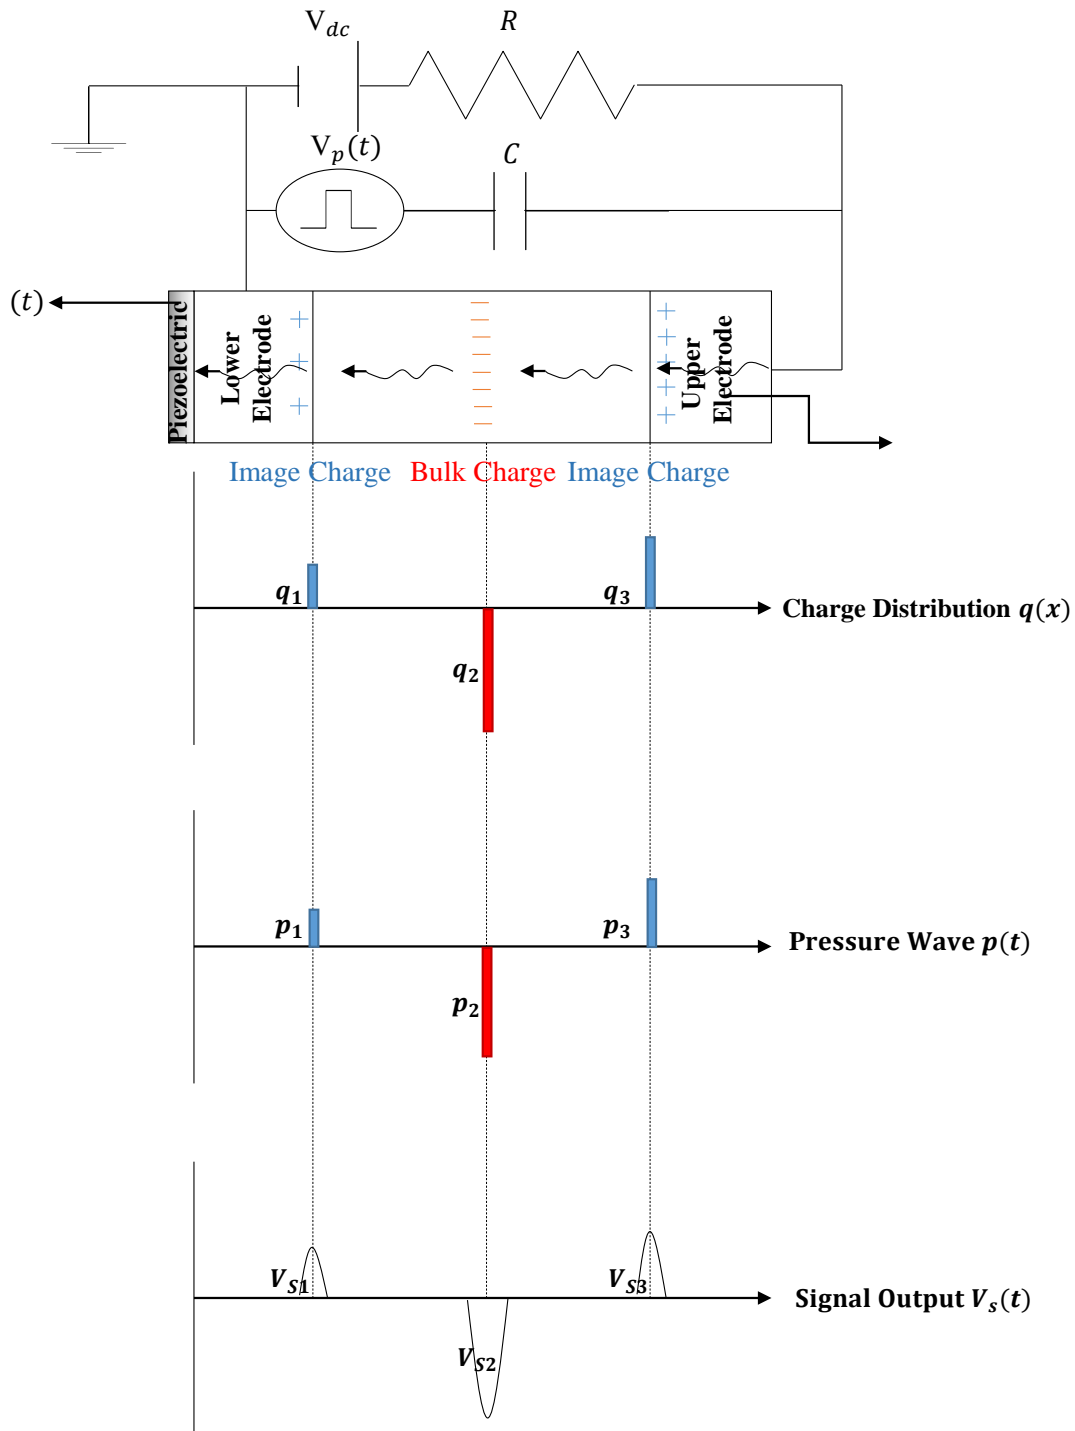 V_dc
R
V_p(t)
C
(t)
Piezoelectric
Lower
Electrode
Upper
Electrode
Image Charge
Bulk Charge
Image Charge
q_1
q_3
Charge Distribution q(x)
q_2
p_1
p_3
Pressure Wave p(t)
p_2
V_S1
V_S3
Signal Output V_s(t)
V_S2